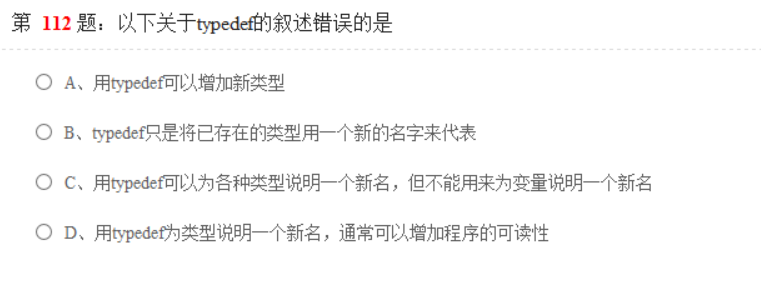 第 112 题：以下关于typedef的叙述错误的是
A、用typedef可以增加新类型
B、typedef只是将已存在的类型用一个新的名字来代表
C、用typedef可以为各种类型说明一个新名，但不能用来为变量说明一个新名
D、用typedef为类型说明一个新名，通常可以增加程序的可读性